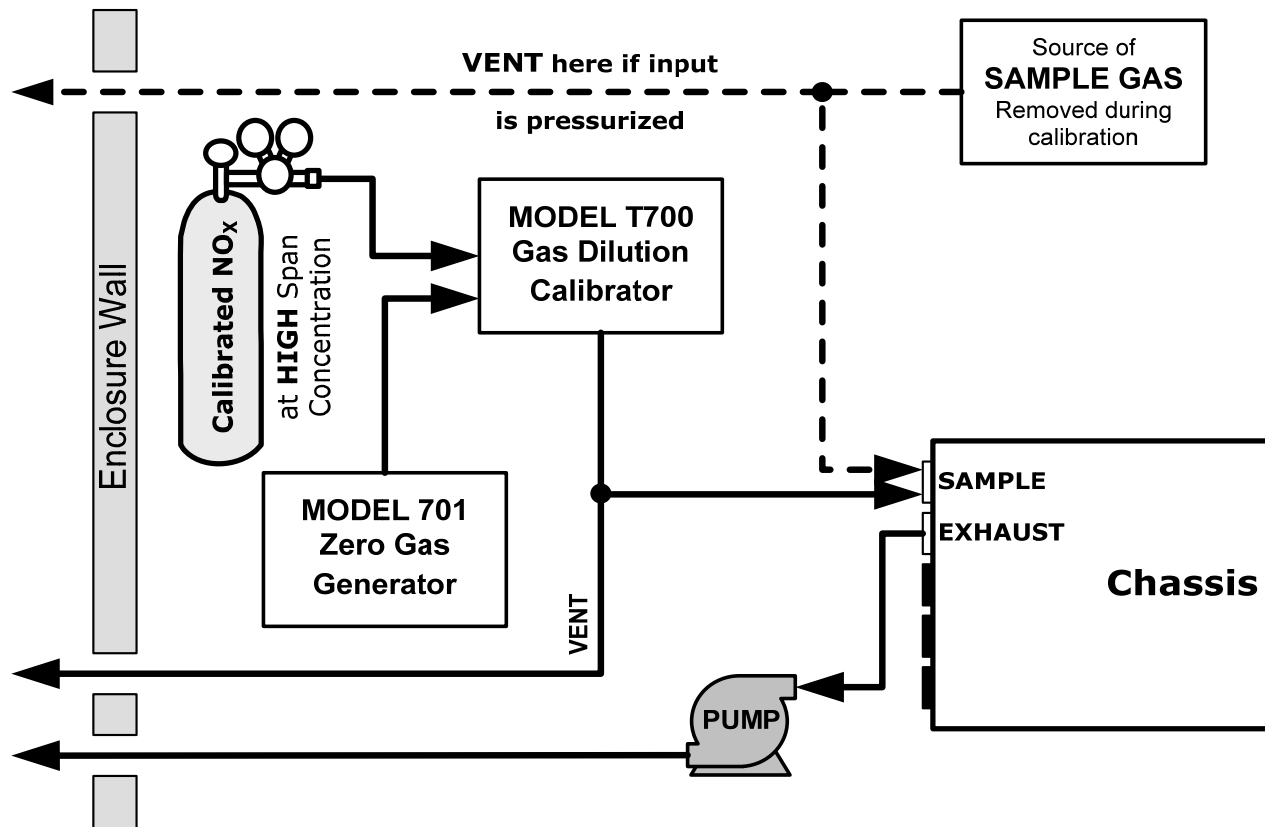 VENT here if input
is pressurized
Source of
SAMPLE GAS
Removed during
calibration
Enclosure Wall
Calibrated NOX
at HIGH Span
Concentration
MODEL T700
Gas Dilution
Calibrator
MODEL 701
Zero Gas
Generator
VENT
SAMPLE
EXHAUST
Chassis
PUMP